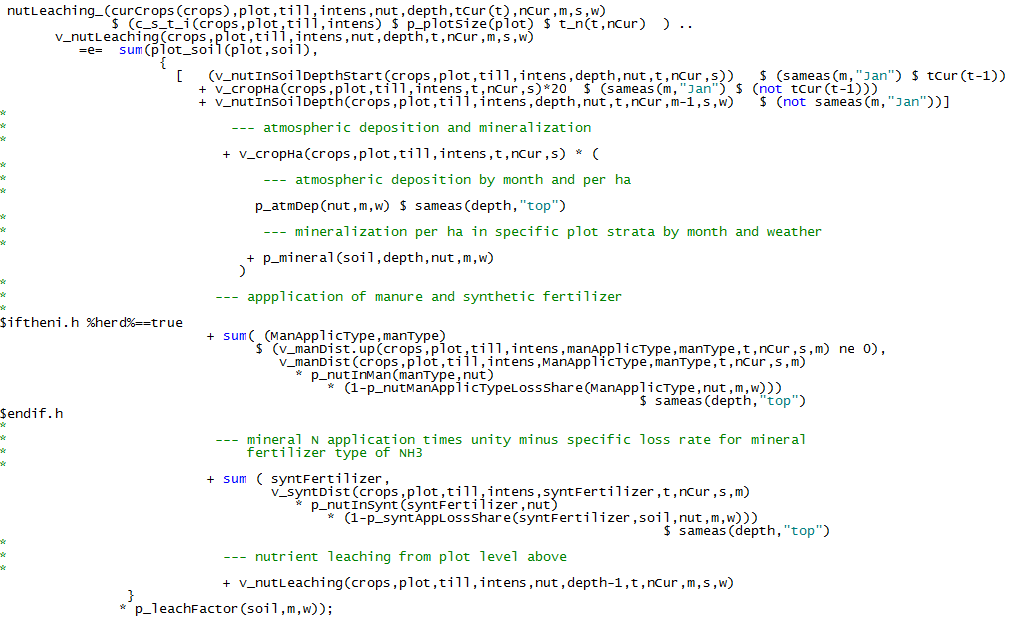 nutLeaching_(curCrops(crops),plot,till,intens,nut,depth,tCur(t),nCur,m,s,w)
$ (c_s_t_i(crops,plot,till,intens) $ p_plotSize(plot) $ t_n(t,nCur)  ) ..
v_nutLeaching(crops,plot,till,intens,nut,depth,t,nCur,m,s,w)
=e=  sum(plot_soil(plot,soil),
{
[   (v_nutInSoilDepthStart(crops,plot,till,intens,depth,nut,t,nCur,s))   $ (sameas(m,"Jan") $ tCur(t-1))
+ v_cropHa(crops,plot,till,intens,t,nCur,s)*20  $ (sameas(m,"Jan") $ (not tCur(t-1)))
+ v_nutInSoilDepth(crops,plot,till,intens,depth,nut,t,nCur,m-1,s,w)   $ (not sameas(m,"Jan"))]
*
* --- atmospheric deposition and mineralization
*
+ v_cropHa(crops,plot,till,intens,t,nCur,s) * (
*
* --- atmospheric deposition by month and per ha
*
p_atmDep(nut,m,w) $ sameas(depth,"top")
*
* --- mineralization per ha in specific plot strata by month and weather
*
+ p_mineral(soil,depth,nut,m,w)
)
*
* --- appplication of manure and synthetic fertilizer
*
$iftheni.h %herd%==true
+ sum( (ManApplicType,manType)
$ (v_manDist.up(crops,plot,till,intens,manApplicType,manType,t,nCur,s,m) ne 0),
v_manDist(crops,plot,till,intens,ManApplicType,manType,t,nCur,s,m)
* p_nutInMan(manType,nut)
* (1-p_nutManApplicTypeLossShare(ManApplicType,nut,m,w)))
$ sameas(depth,"top")
$endif.h
*
* --- mineral N application times unity minus specific loss rate for mineral
* fertilizer type of NH3
*
+ sum ( syntFertilizer,
v_syntDist(crops,plot,till,intens,syntFertilizer,t,nCur,s,m)
* p_nutInSynt(syntFertilizer,nut)
* (1-p_syntAppLossShare(syntFertilizer,soil,nut,m,w)))
$ sameas(depth,"top")
*
* --- nutrient leaching from plot level above
*
+ v_nutLeaching(crops,plot,till,intens,nut,depth-1,t,nCur,m,s,w)
}
* p_leachFactor(soil,m,w));